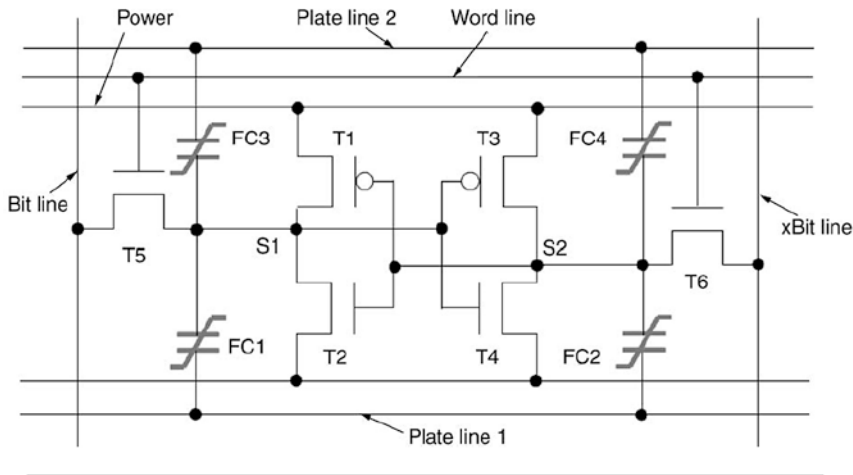 Power
Plate line 2
Word line
FC3
T1
T3
FC4
Bit line
T5
S1
S2
T6
xBit line
FC1
T2
T4
FC2
Plate line 1